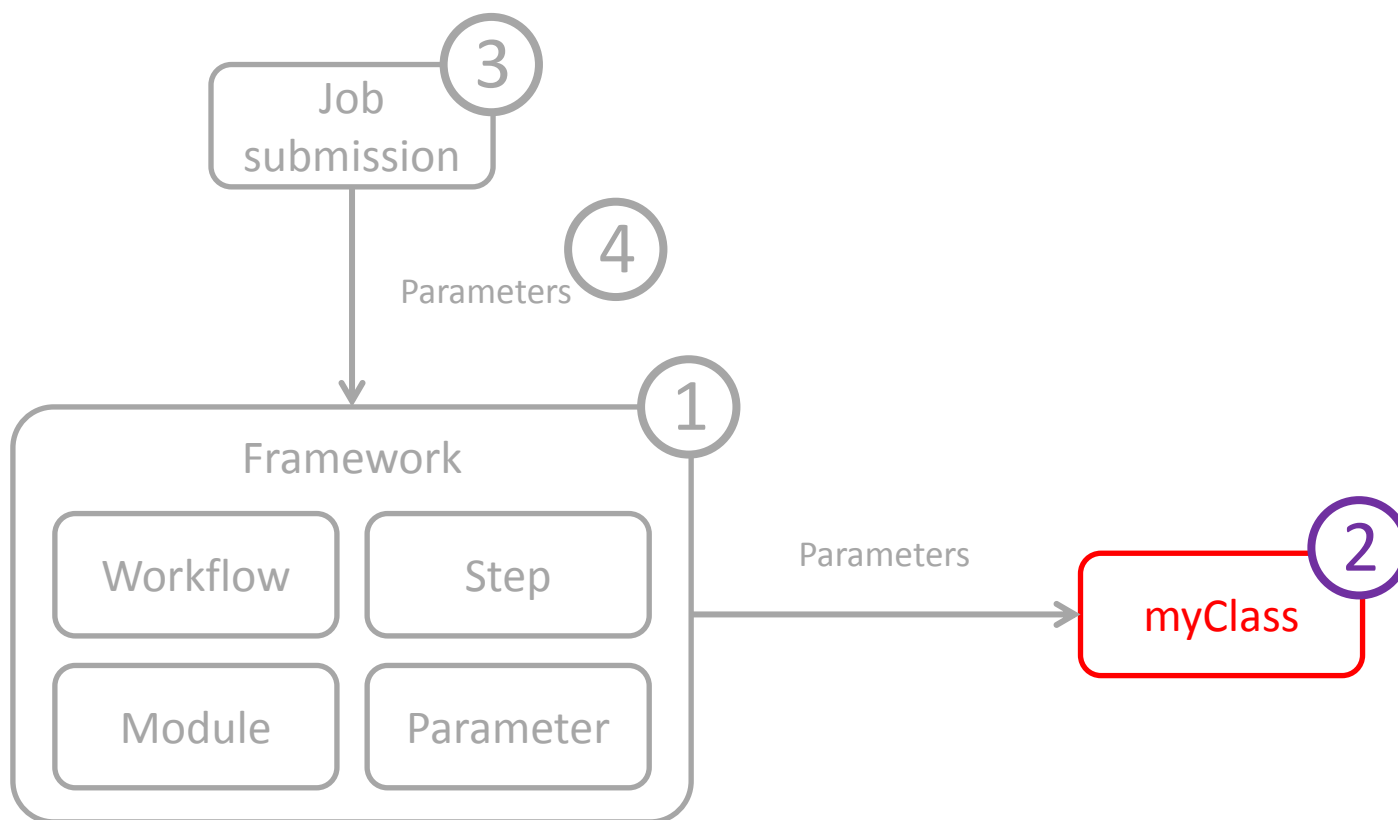 3
Job
submission
4
Parameters
1
Framework
Workflow
Step
Parameters
2
myClass
Module
Parameter